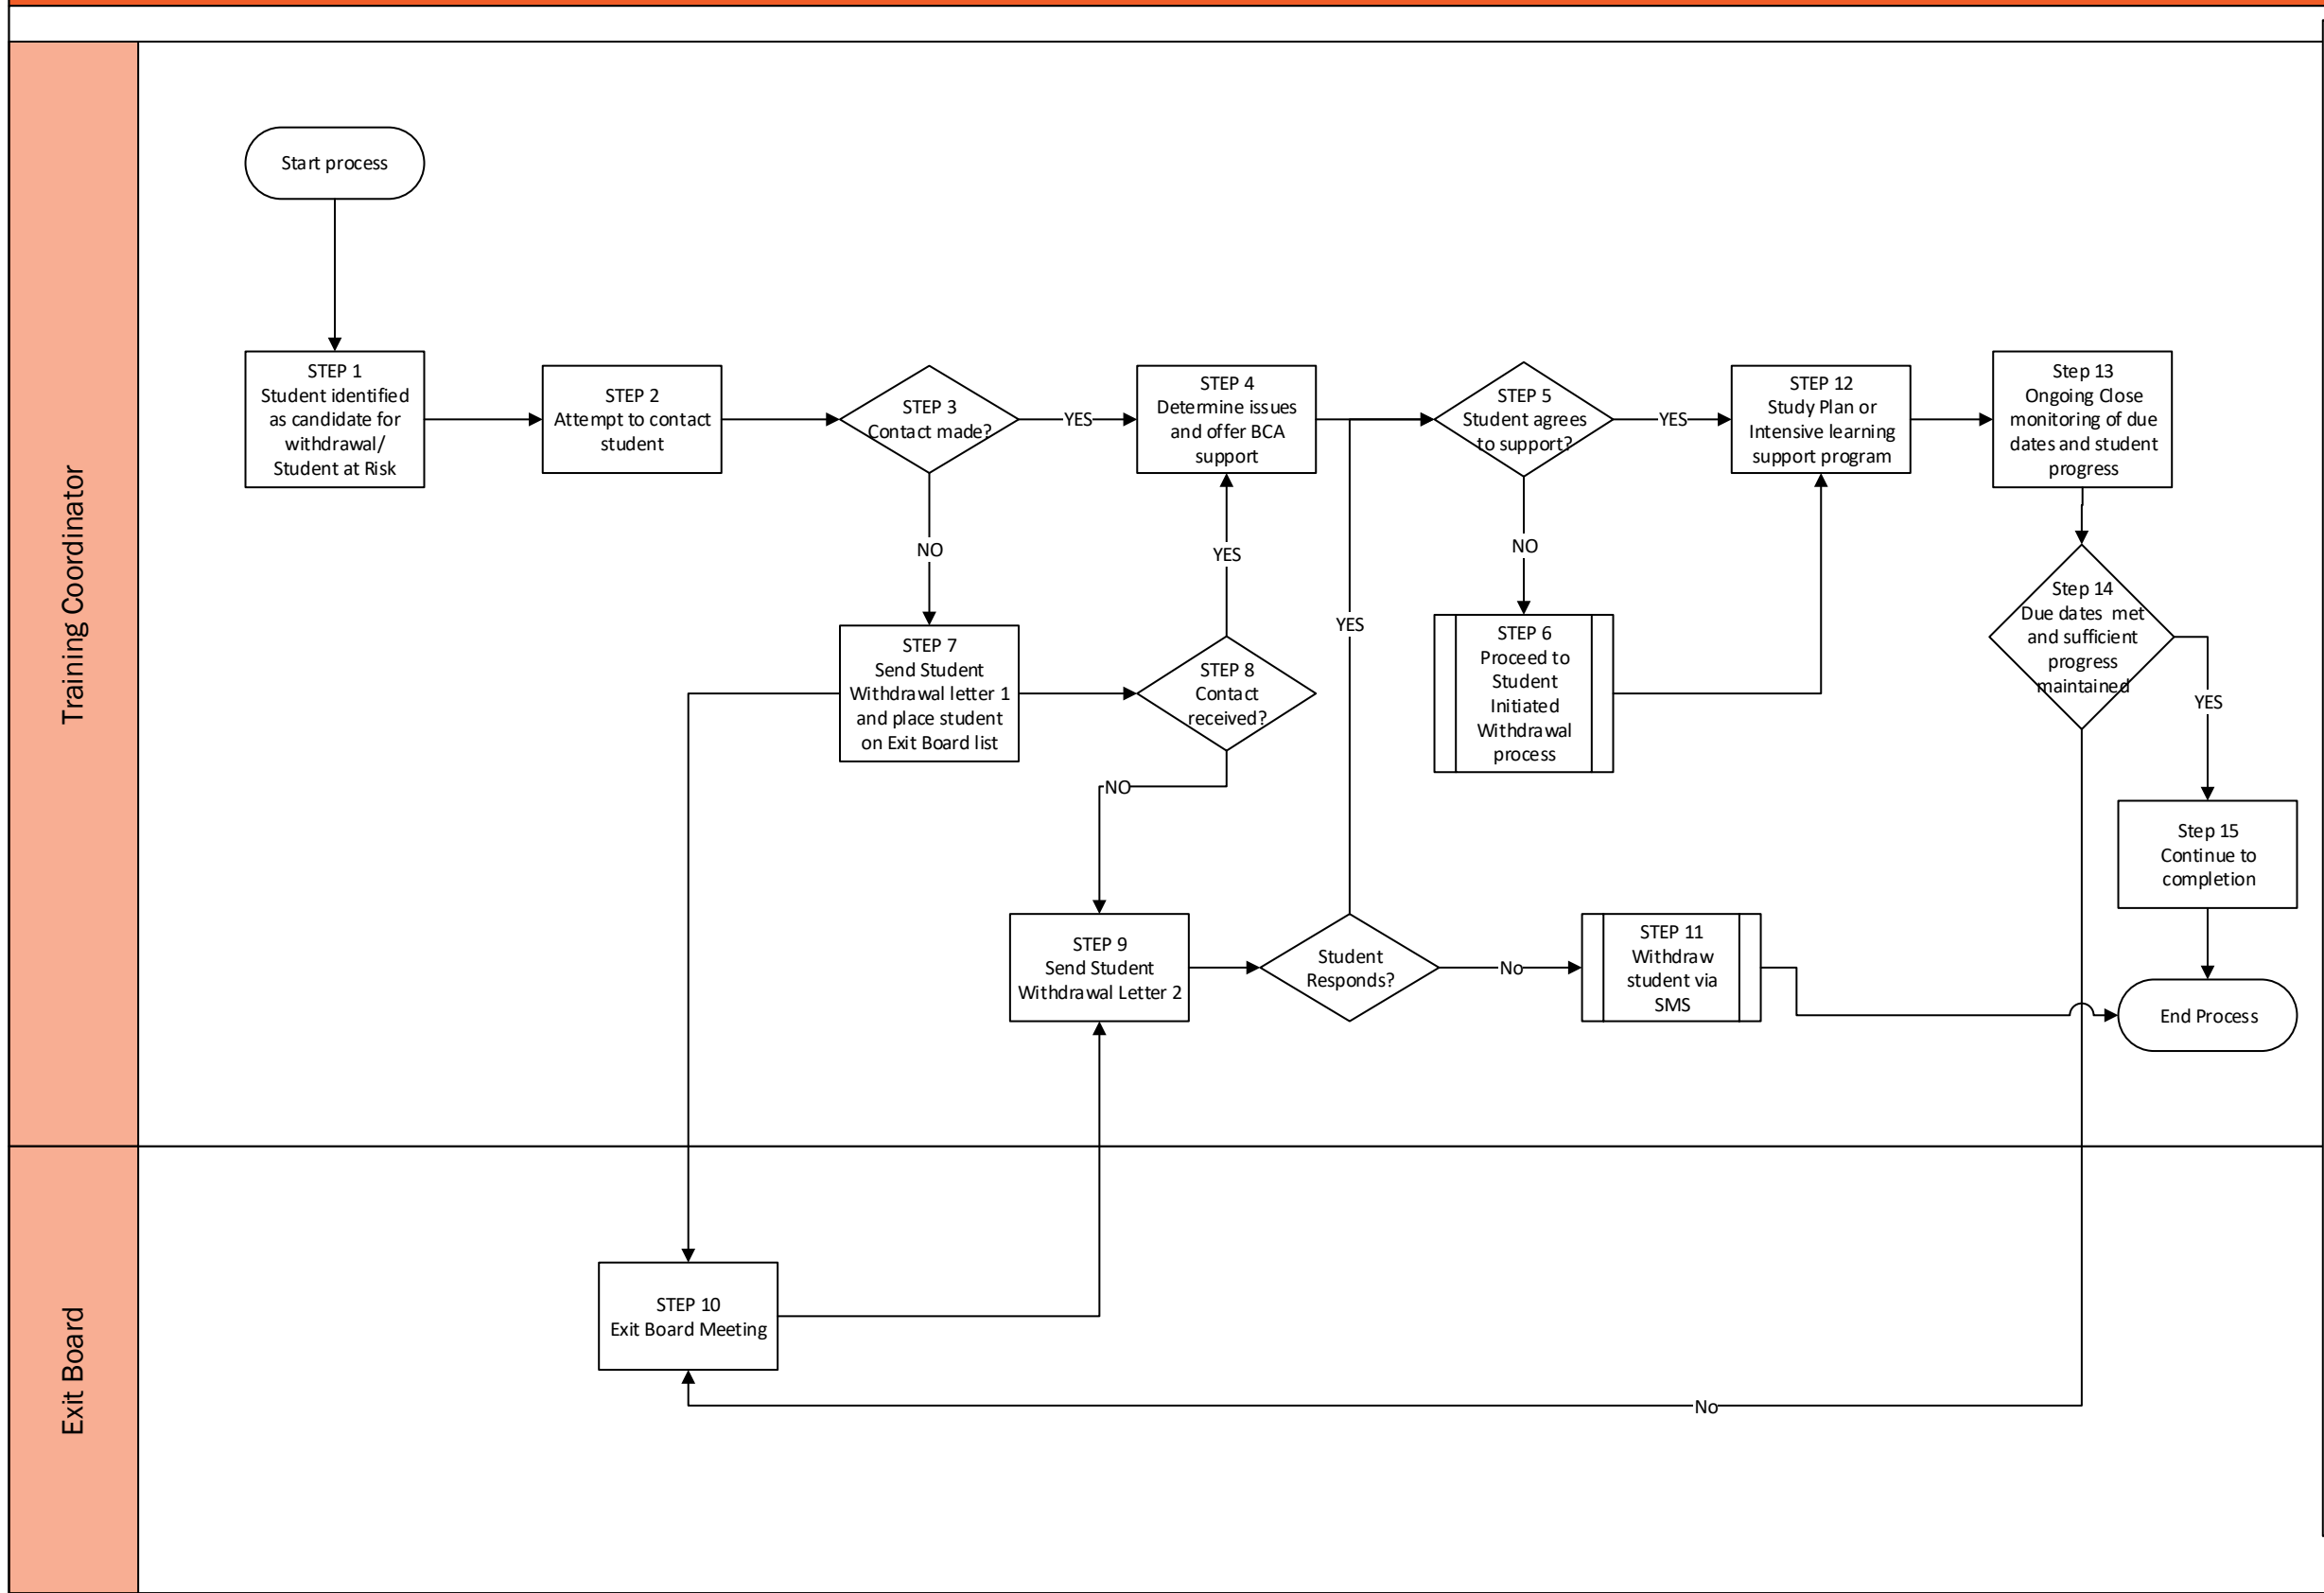 Training Coordinator
Start process
STEP 1
Student identified
as candidate for
withdrawal/
Student at Risk
STEP 2
Attempt to contact
student
STEP 3
Contact made?
YES
STEP 4
Determine issues
and offer BCA
support
STEP 5
Student agrees
to support?
YES
STEP 12
Study Plan or
Intensive learning
support program
Step 13
Ongoing Close
monitoring of due
dates and student
progress
NO
YES
YES
NO
Step 14
Due dates met
and sufficient
progress
maintained
YES
STEP 7
Send Student
Withdrawal letter 1
and place student
on Exit Board list
STEP 8
Contact
received?
STEP 6
Proceed to
Student
Initiated
Withdrawal
process
NO
Step 15
Continue to
completion
STEP 9
Send Student
Withdrawal Letter 2
Student
Responds?
No
STEP 11
Withdraw
student via
SMS
End Process
Exit Board
STEP 10
Exit Board Meeting
No